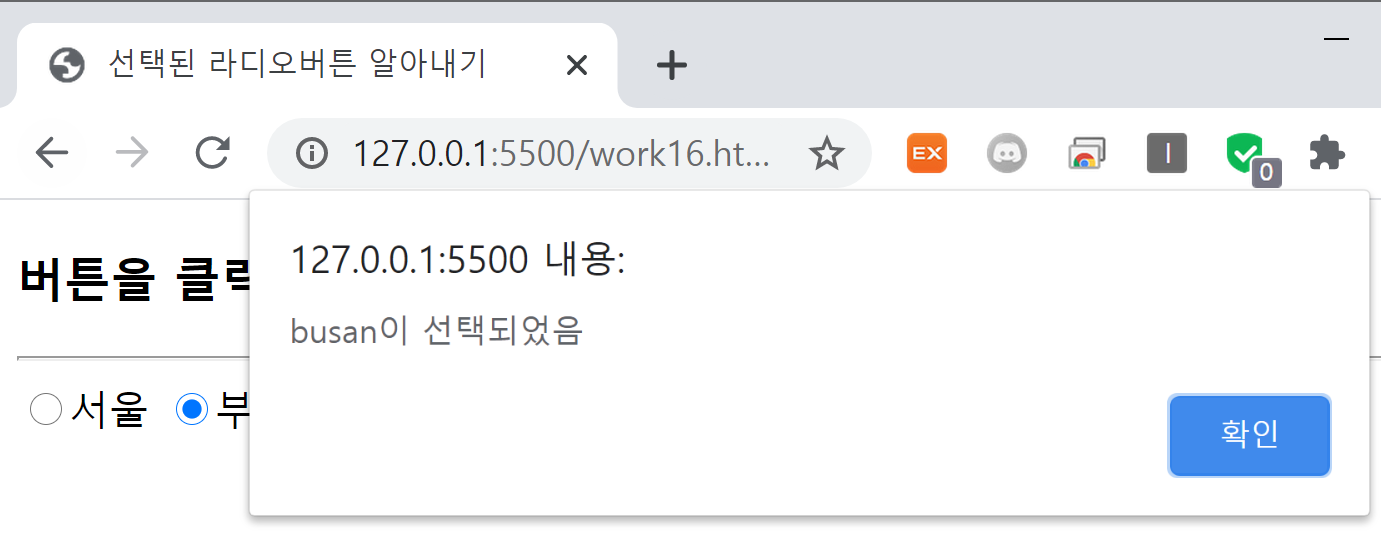 선택된 라디오버튼 알아내기
127.0.0.1:5500/work16.ht...
EX
I
0
127.0.0.1:5500 내용:
busan이 선택되었음
확인
버튼을
서울 부